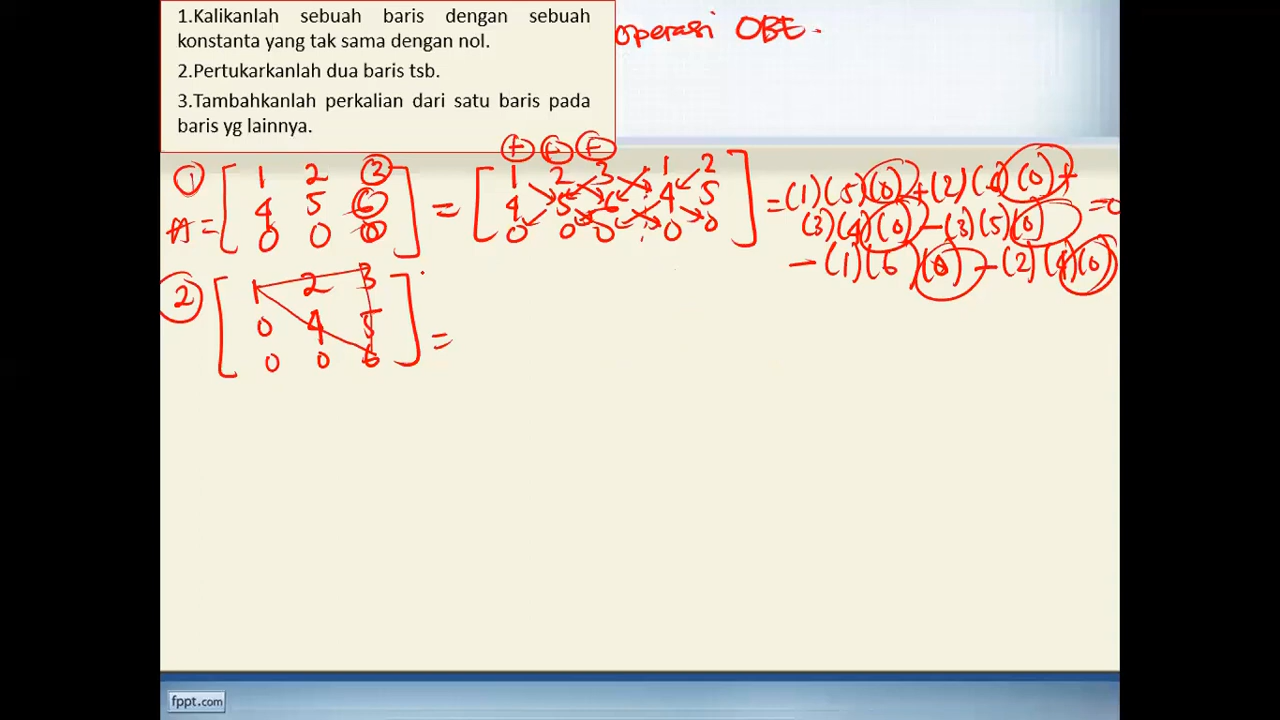 1.Kalikanlah sebuah baris dengan sebuah
konstanta yang tak sama dengan nol.
2.Pertukarkanlah dua baris tsb.
3.Tambahkanlah perkalian dari satu baris pada
baris yg lainnya.
operasi OBE.
+ + +
① [ 1 2 3 ] = [ 1 2 3 1 2 ] = (1)(5)(0) + (2)(6)(0) +
A = 4 5 6 4 5 6 4 5 (3)(4)(0) - (3)(5)(0) = 0
0 0 0 0 0 0 0 0 - (1)(6)(0) - (2)(4)(0)
② [ 1 2 3 ] =
0 4 5
0 0 6
fppt.com